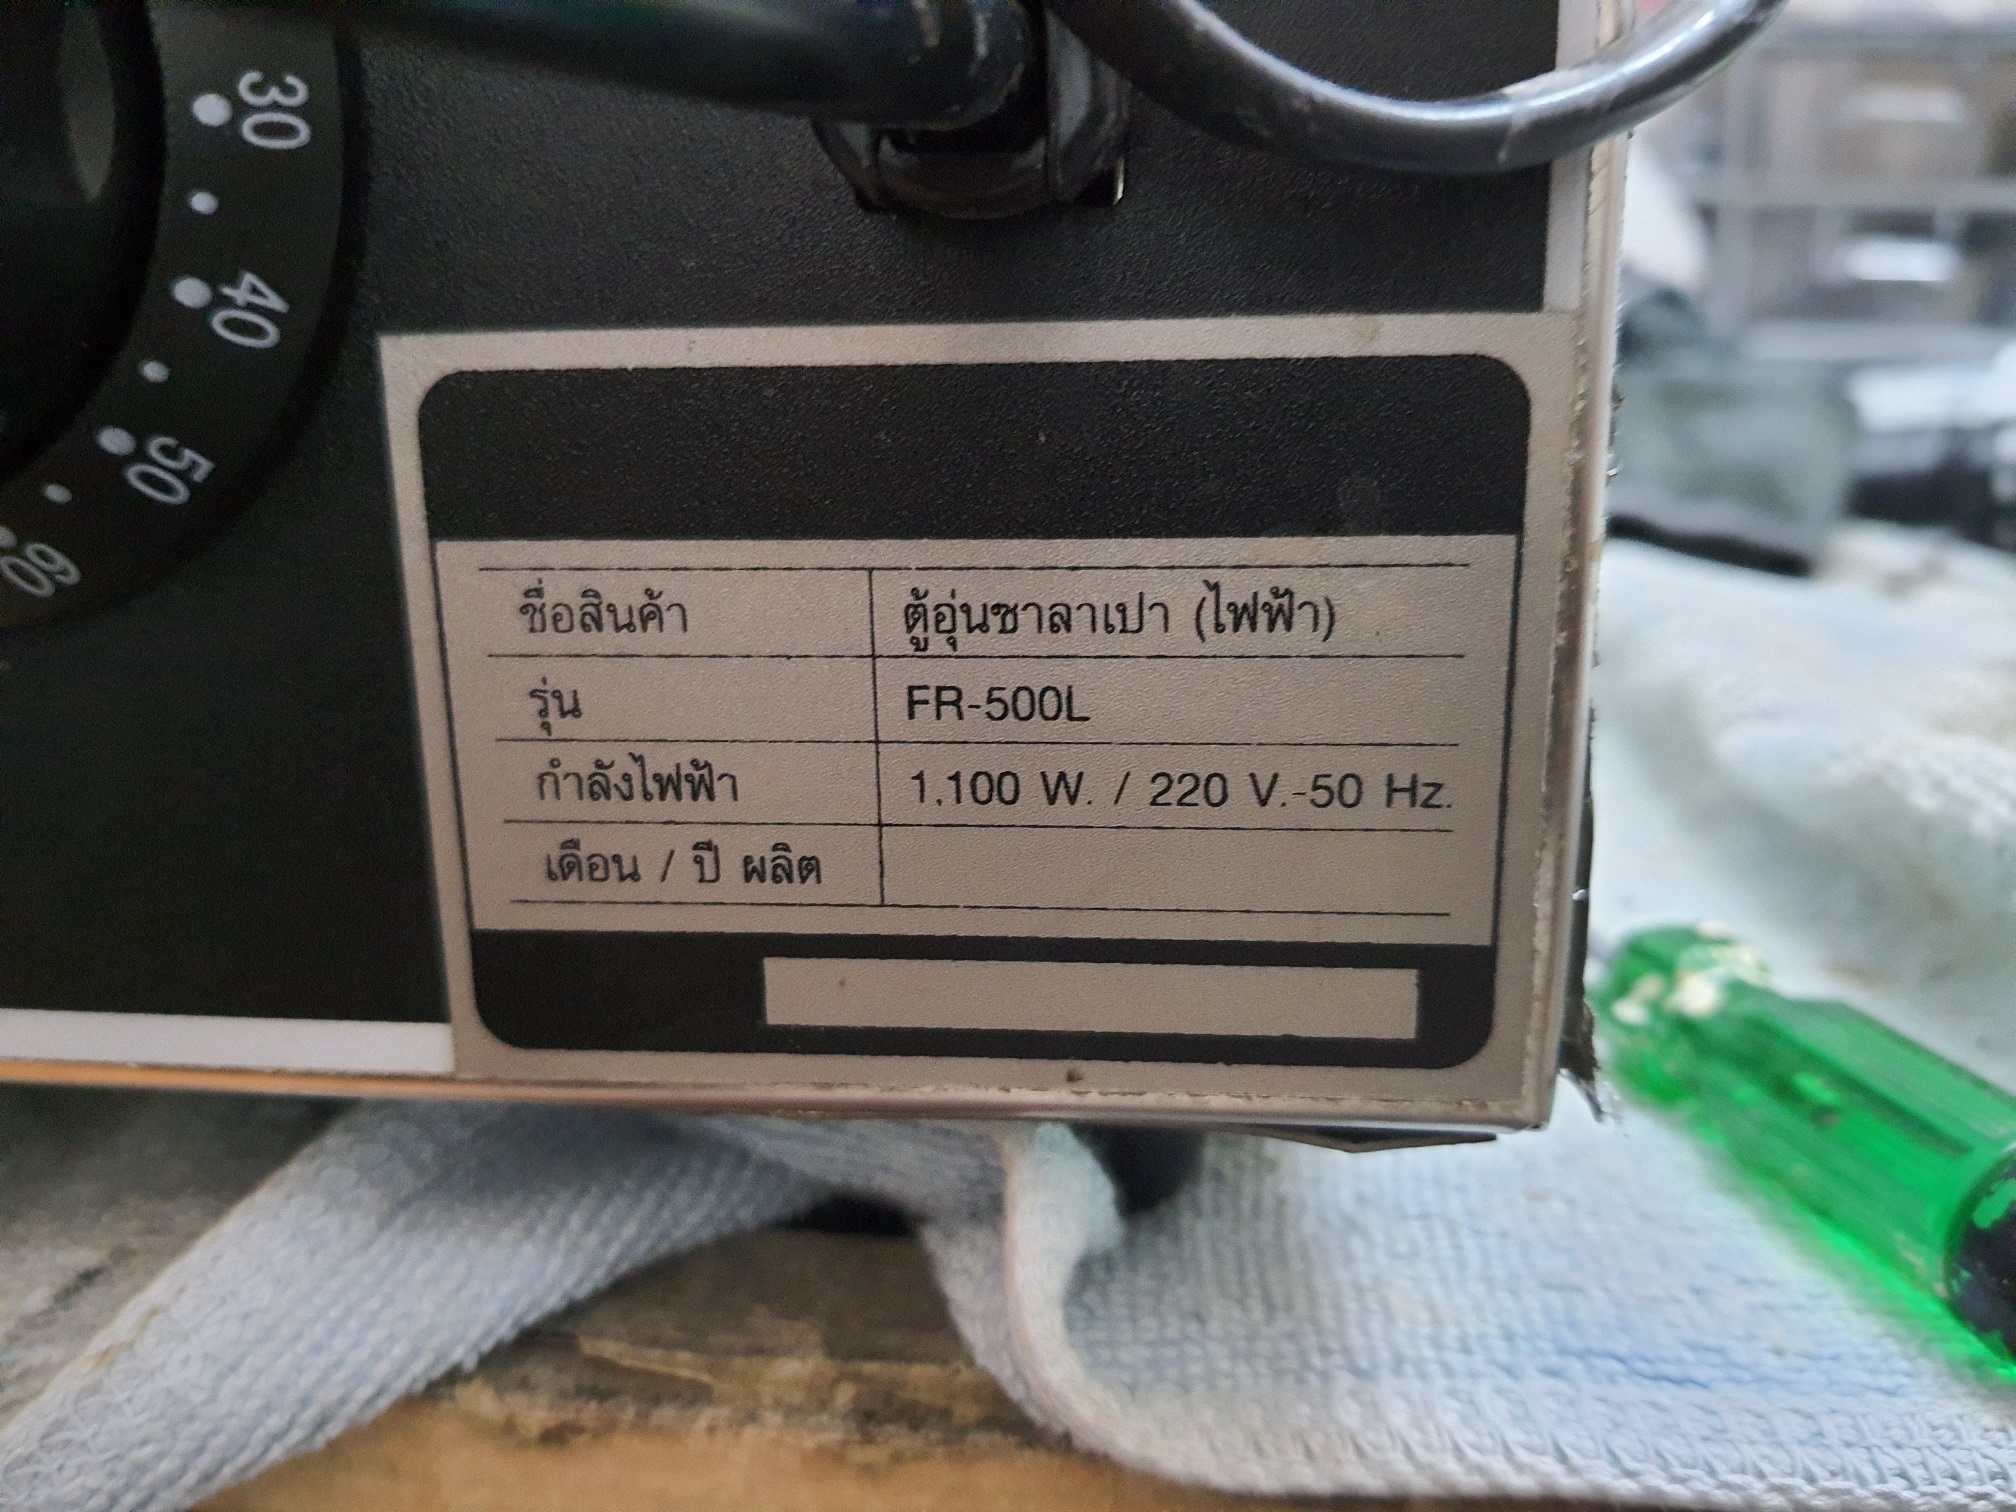 30
40
50
60
ชื่อสินค้า ตู้อุ่นซาลาเปา (ไฟฟ้า)
รุ่น FR-500L
กำลังไฟฟ้า 1,100 W. / 220 V.-50 Hz.
เดือน / ปี ผลิต